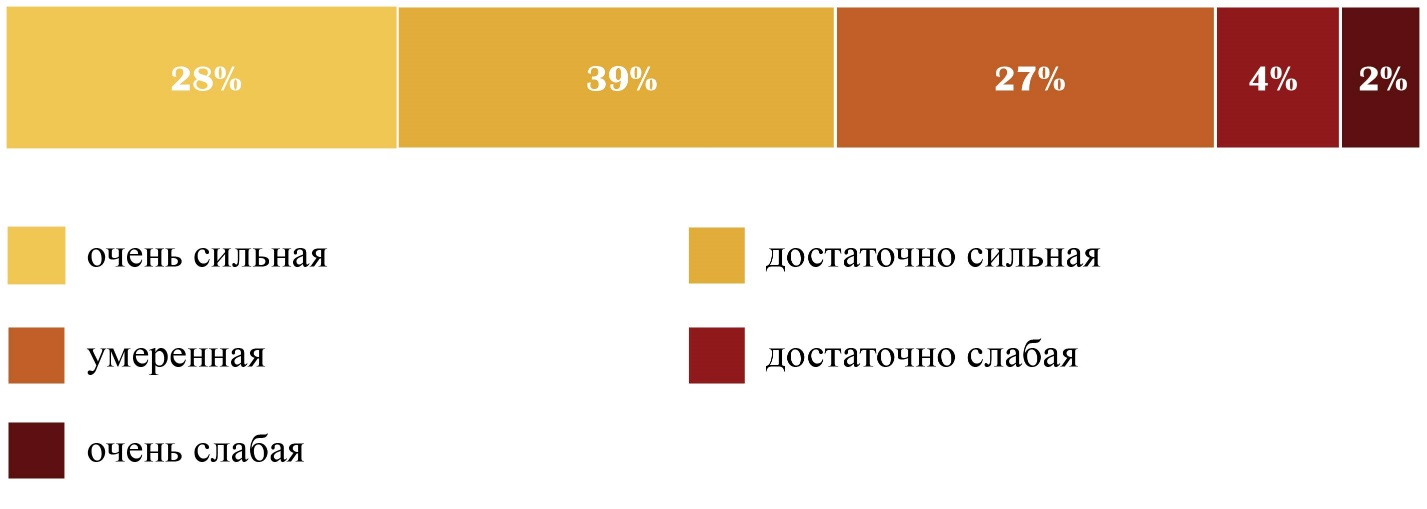 28% 39% 27% 4% 2%
очень сильная
достаточно сильная
умеренная
достаточно слабая
очень слабая